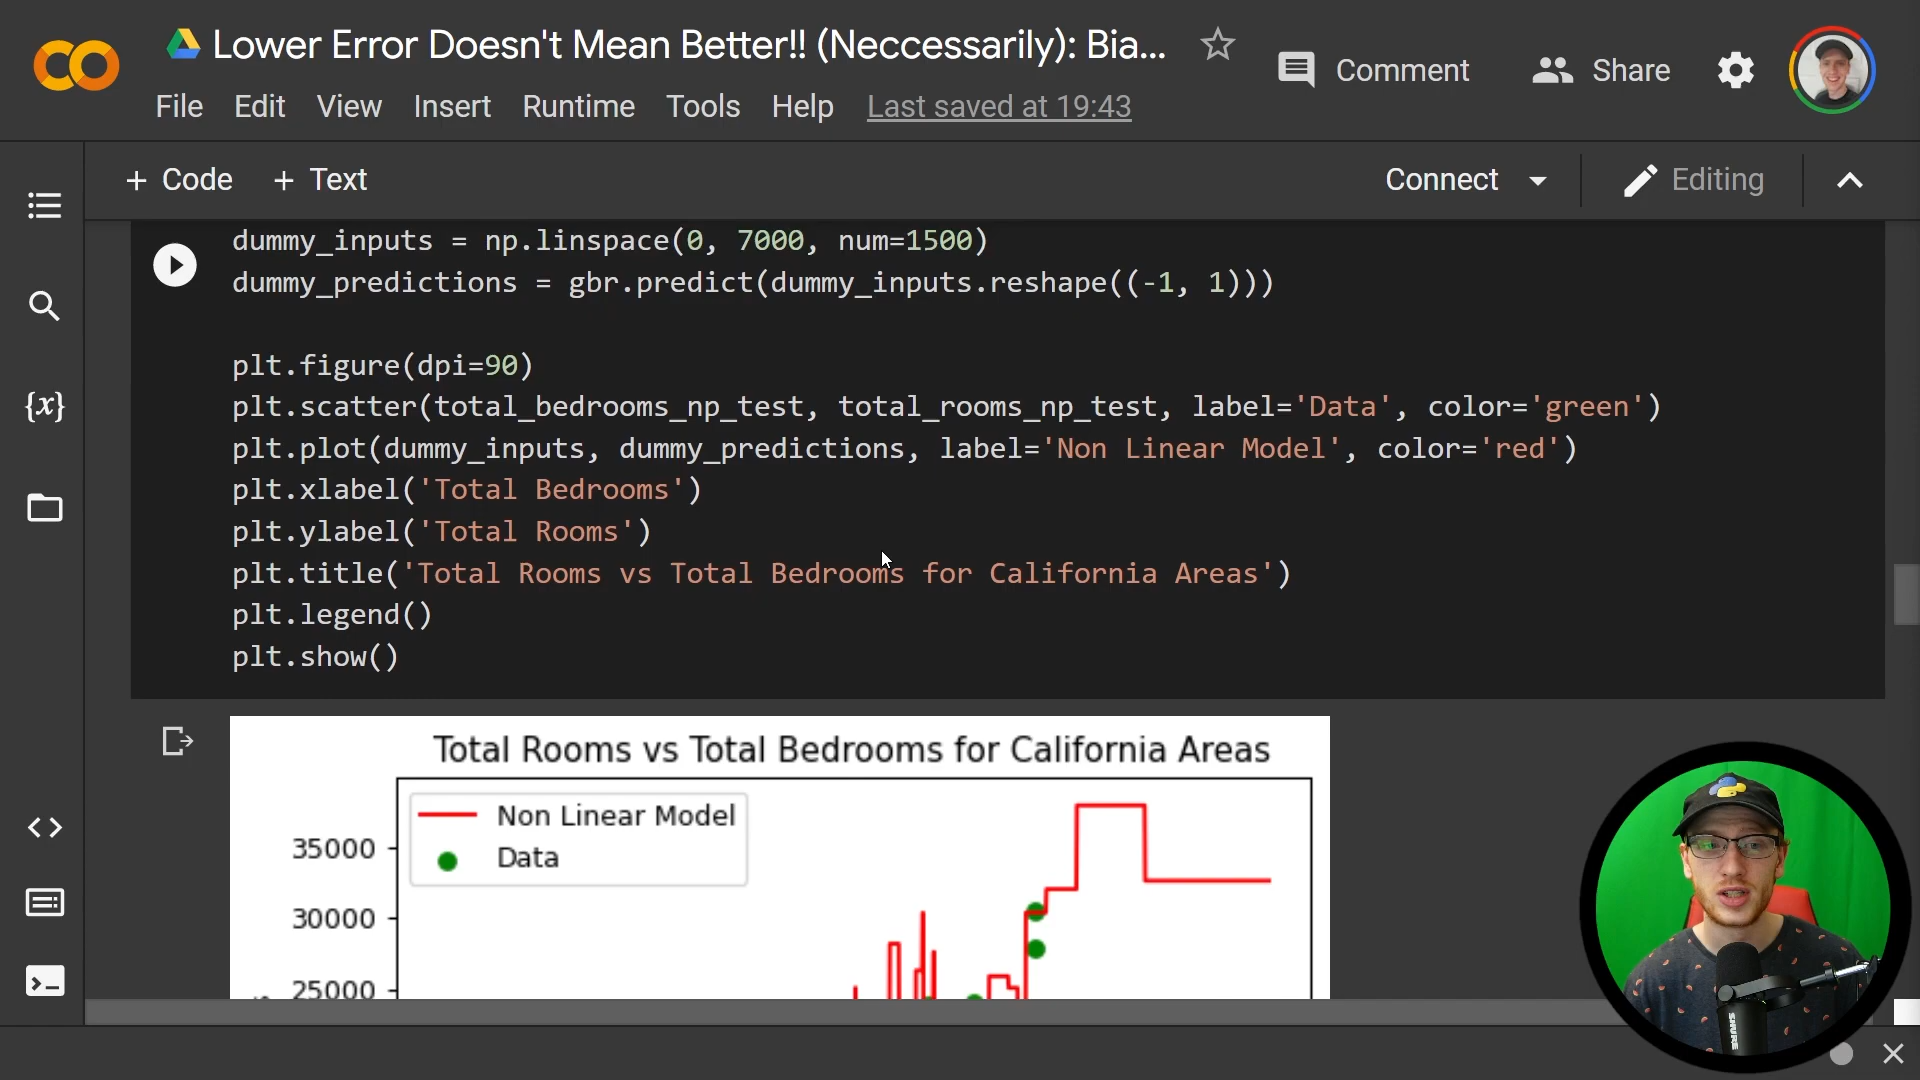 Lower Error Doesn't Mean Better!! (Neccessarily): Bia...
Comment
Share
File Edit View Insert Runtime Tools Help Last saved at 19:43
+ Code + Text
Connect
Editing
dummy_inputs = np.linspace(0, 7000, num=1500)
dummy_predictions = gbr.predict(dummy_inputs.reshape((-1, 1)))
plt.figure(dpi=90)
plt.scatter(total_bedrooms_np_test, total_rooms_np_test, label='Data', color='green')
plt.plot(dummy_inputs, dummy_predictions, label='Non Linear Model', color='red')
plt.xlabel('Total Bedrooms')
plt.ylabel('Total Rooms')
plt.title('Total Rooms vs Total Bedrooms for California Areas')
plt.legend()
plt.show()
Total Rooms vs Total Bedrooms for California Areas
Non Linear Model
Data
35000
30000
25000
SHURE